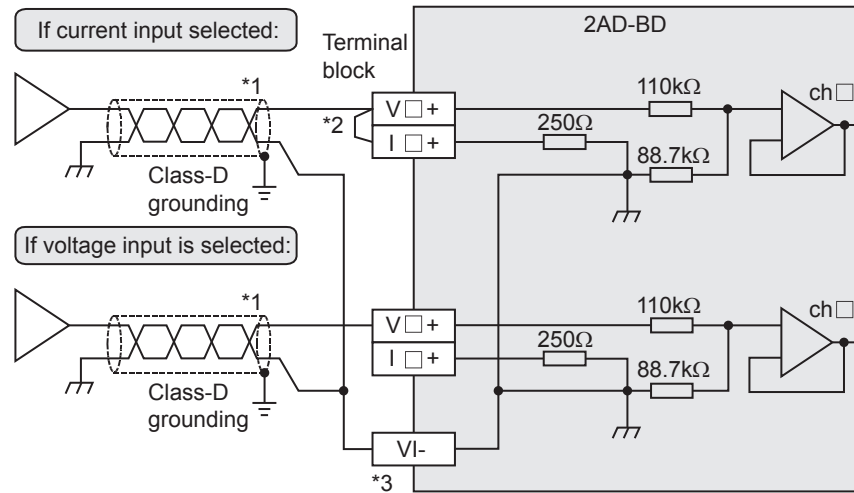 If current input selected:
2AD-BD
Terminal
block
*1
V □ +
110kΩ
ch □
*2
I □ +
250Ω
88.7kΩ
Class-D
grounding
If voltage input is selected:
*1
V □ +
110kΩ
ch □
I □ +
250Ω
88.7kΩ
Class-D
grounding
VI-
*3